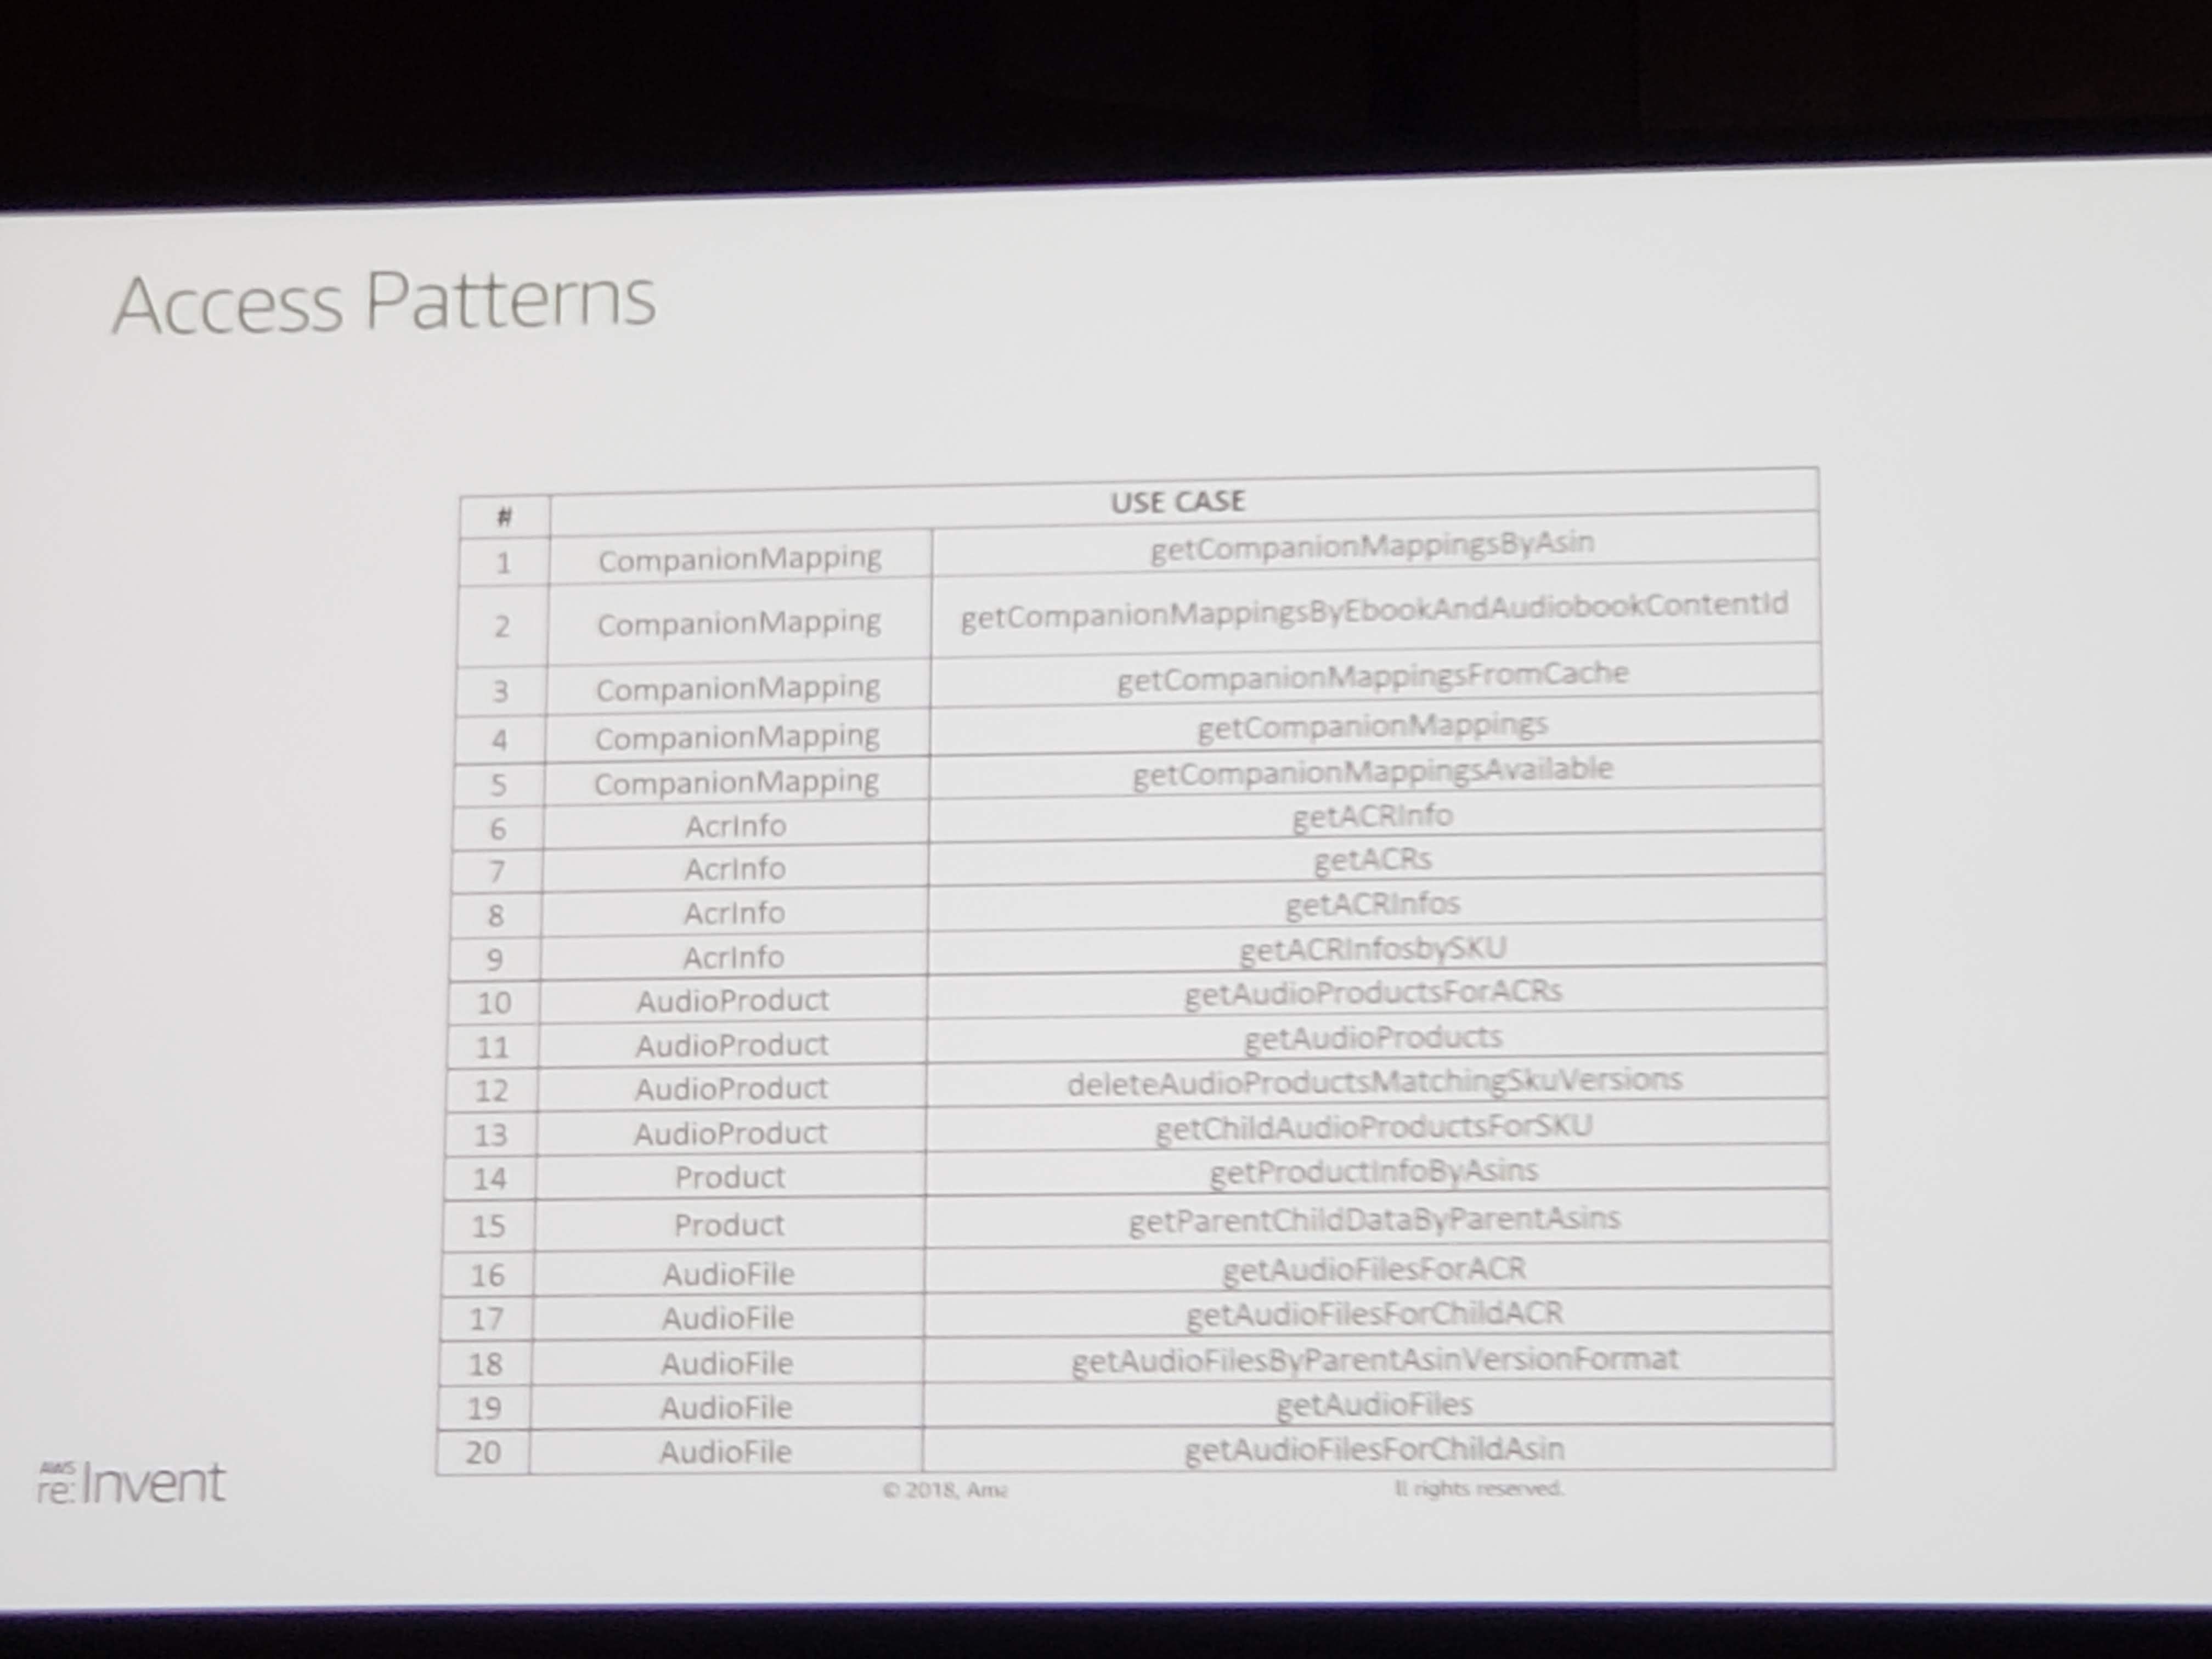 Access Patterns
# USE CASE
1 CompanionMapping getCompanionMappingsByAsin
2 CompanionMapping getCompanionMappingsByEbookAndAudiobookContentId
3 CompanionMapping getCompanionMappingsFromCache
4 CompanionMapping getCompanionMappings
5 CompanionMapping getCompanionMappingsAvailable
6 AcrInfo getACRInfo
7 AcrInfo getACRs
8 AcrInfo getACRInfos
9 AcrInfo getACRInfosbySKU
10 AudioProduct getAudioProductsForACRs
11 AudioProduct getAudioProducts
12 AudioProduct deleteAudioProductsMatchingSkuVersions
13 AudioProduct getChildAudioProductsForSKU
14 Product getProductInfoByAsins
15 Product getParentChildDataByParentAsins
16 AudioFile getAudioFilesForACR
17 AudioFile getAudioFilesForChildACR
18 AudioFile getAudioFilesByParentAsinVersionFormat
19 AudioFile getAudioFiles
20 AudioFile getAudioFilesForChildAsin
AWS
re:Invent
© 2018, Ama ll rights reserved.